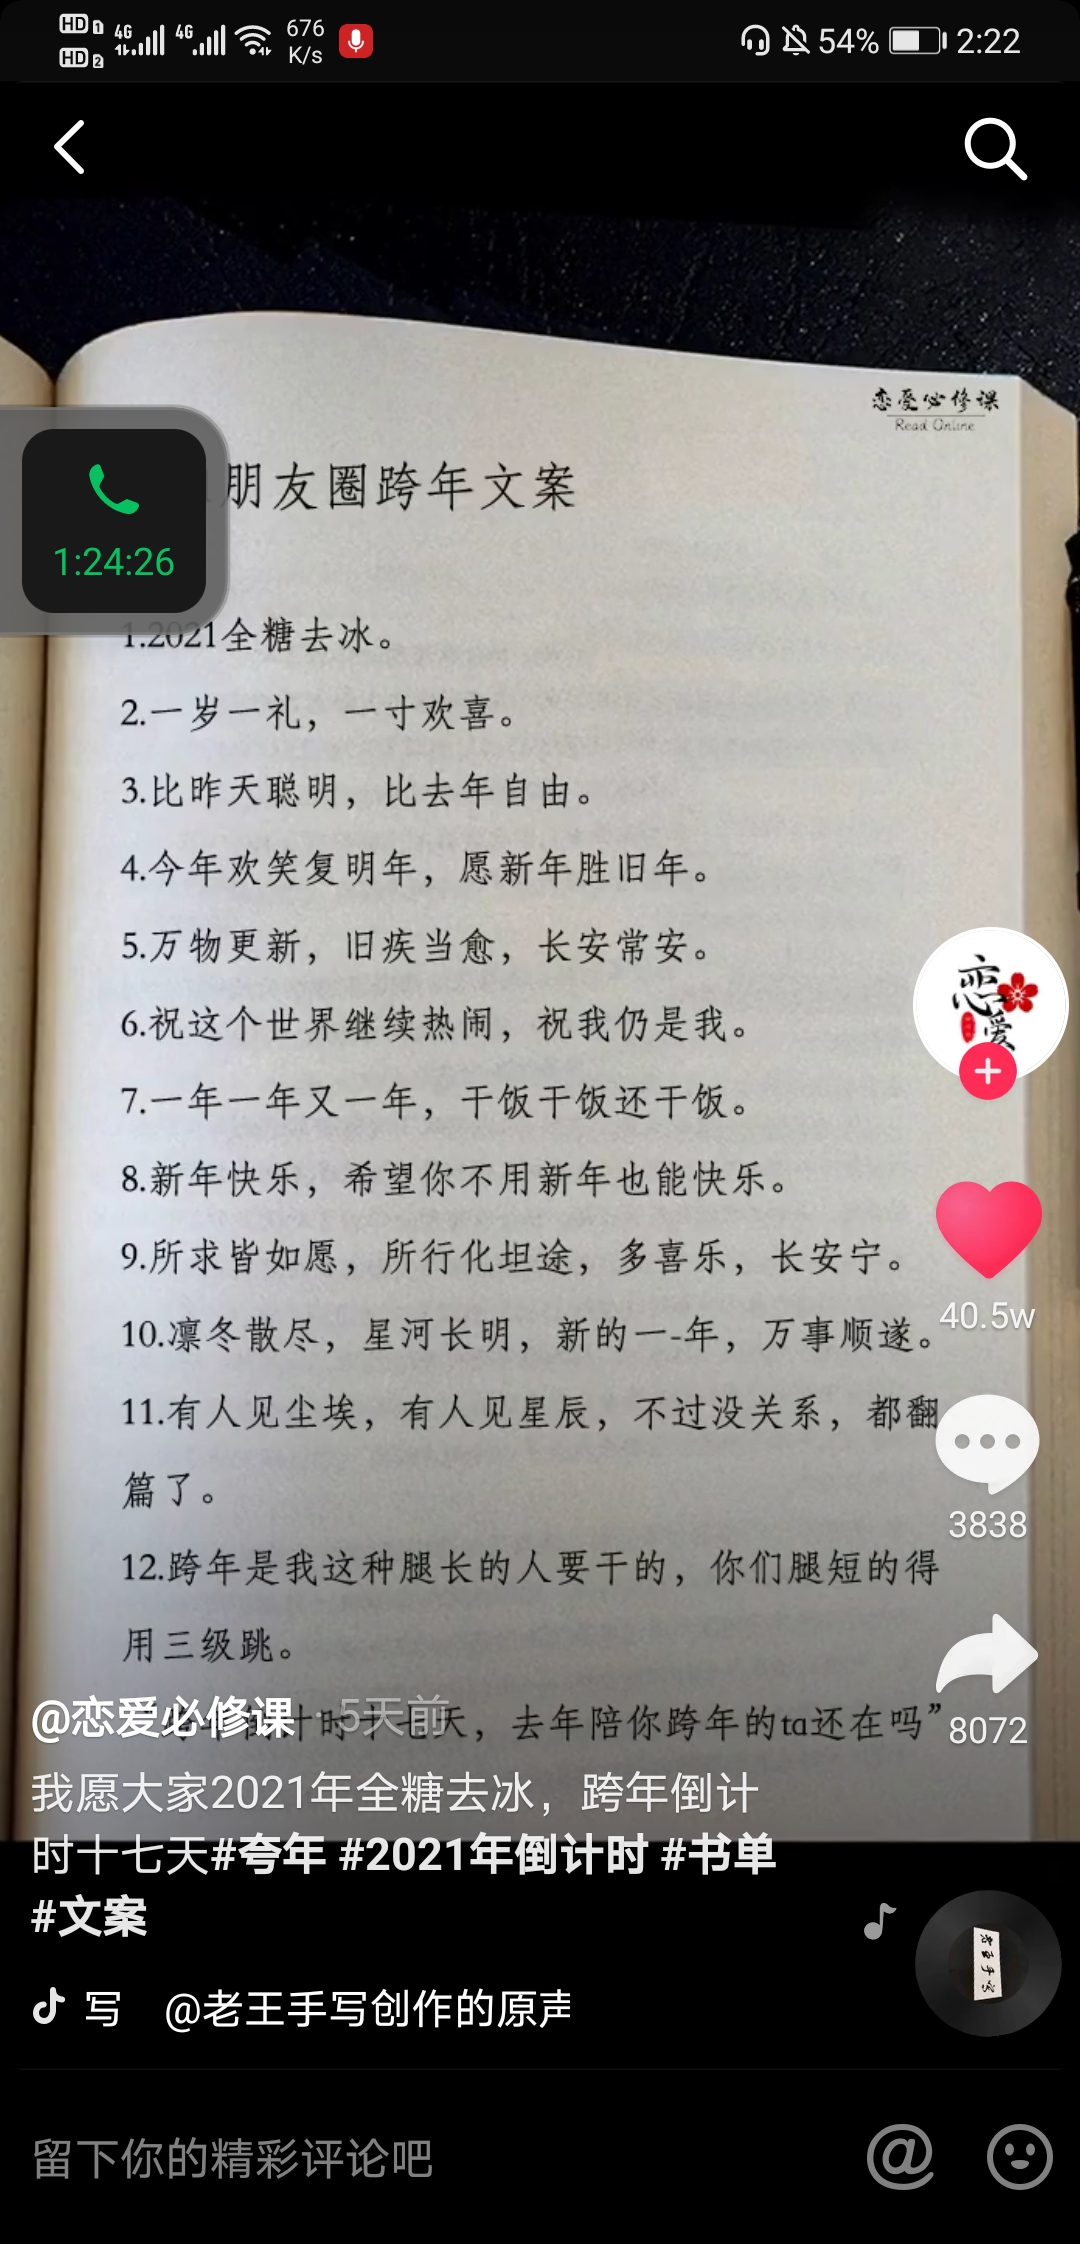 HD 1 4G 4G 676 K/s 54% 2:22
HD 2
恋爱必修课
Read Online
朋友圈跨年文案
1:24:26
1.2021全糖去冰。
2.一岁一礼，一寸欢喜。
3.比昨天聪明，比去年自由。
4.今年欢笑复明年，愿新年胜旧年。
5.万物更新，旧疾当愈，长安常安。
6.祝这个世界继续热闹，祝我仍是我。
7.一年一年又一年，干饭干饭还干饭。
8.新年快乐，希望你不用新年也能快乐。
9.所求皆如愿，所行化坦途，多喜乐，长安宁。
10.凛冬散尽，星河长明，新的一-年，万事顺遂。
11.有人见尘埃，有人见星辰，不过没关系，都翻
篇了。
12.跨年是我这种腿长的人要干的，你们腿短的得
用三级跳。
计时十七天，去年陪你跨年的ta还在吗”
恋爱
40.5w
3838
8072
@恋爱必修课 · 5天前
我愿大家2021年全糖去冰，跨年倒计
时十七天#夸年 #2021年倒计时 #书单
#文案
写 @老王手写创作的原声
老王手写
留下你的精彩评论吧
@